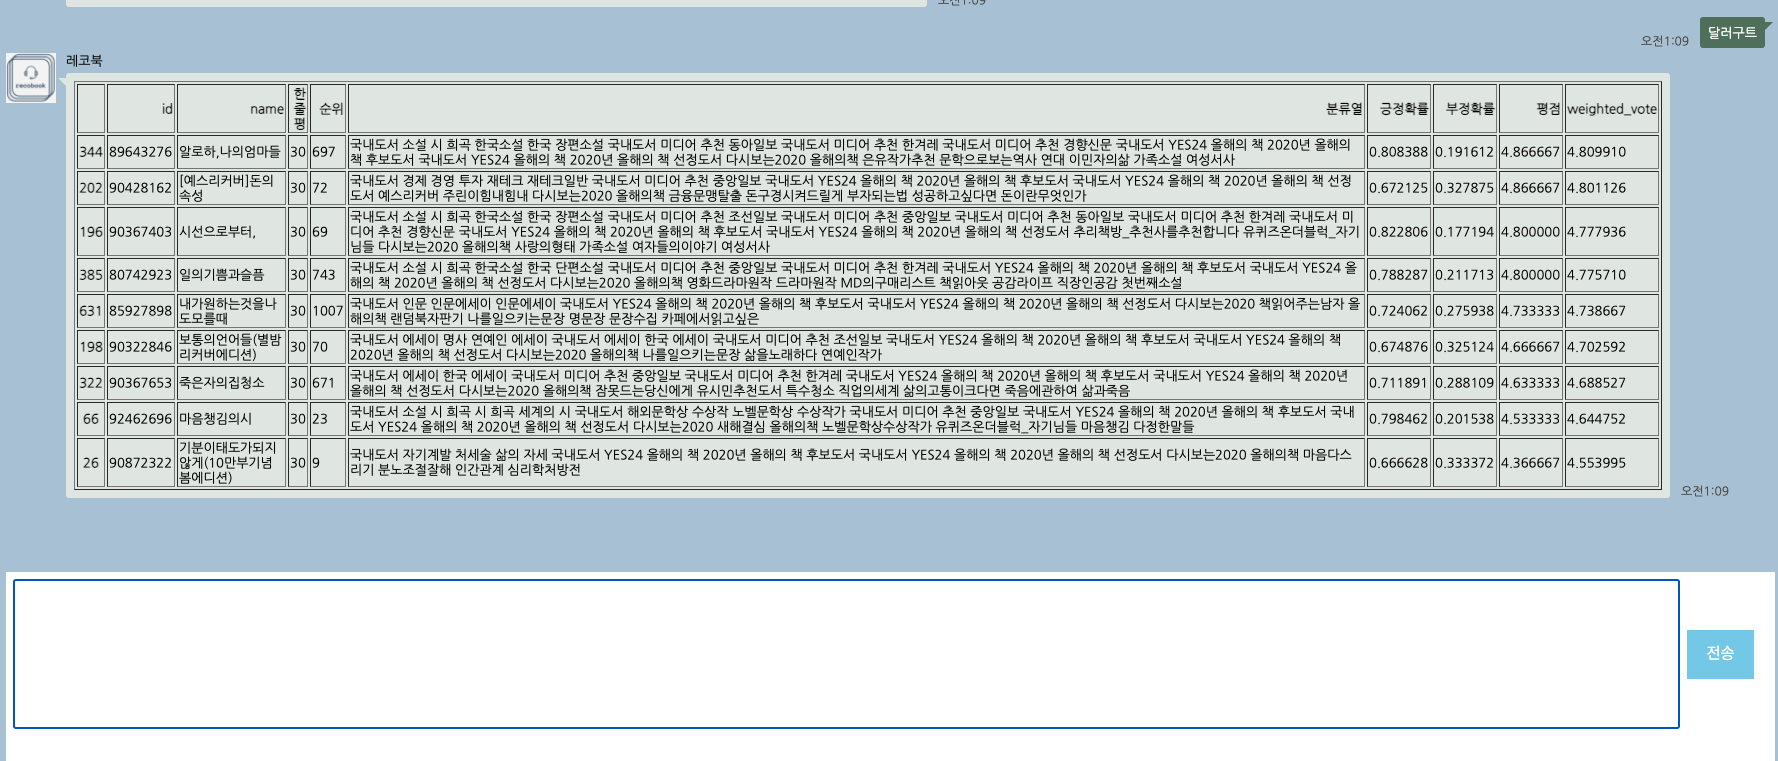 오전1:09
달러구트
오전1:09
레코북
recobook
id name 한줄평 순위 분류열 긍정확률 부정확률 평점 weighted_vote
344 89643276 알로하,나의엄마들 30 697 국내도서 소설 시 희곡 한국소설 한국 장편소설 국내도서 미디어 추천 동아일보 국내도서 미디어 추천 한겨레 국내도서 미디어 추천 경향신문 국내도서 YES24 올해의 책 2020년 올해의
책 후보도서 국내도서 YES24 올해의 책 2020년 올해의 책 선정도서 다시보는2020 올해의책 은유작가추천 문학으로보는역사 연대 이민자의삶 가족소설 여성서사 0.808388 0.191612 4.866667 4.809910
202 90428162 [예스리커버]돈의
속성 30 72 국내도서 경제 경영 투자 재테크 재테크일반 국내도서 미디어 추천 중앙일보 국내도서 YES24 올해의 책 2020년 올해의 책 후보도서 국내도서 YES24 올해의 책 2020년 올해의 책 선정
도서 예스리커버 주린이힘내힘내 다시보는2020 올해의책 금융문맹탈출 돈구경시켜드릴게 부자되는법 성공하고싶다면 돈이란무엇인가 0.672125 0.327875 4.866667 4.801126
196 90367403 시선으로부터, 30 69 국내도서 소설 시 희곡 한국소설 한국 장편소설 국내도서 미디어 추천 조선일보 국내도서 미디어 추천 중앙일보 국내도서 미디어 추천 동아일보 국내도서 미디어 추천 한겨레 국내도서 미
디어 추천 경향신문 국내도서 YES24 올해의 책 2020년 올해의 책 후보도서 국내도서 YES24 올해의 책 2020년 올해의 책 선정도서 추리책방_추천사를추천합니다 유퀴즈온더블럭_자기
님들 다시보는2020 올해의책 사랑의형태 가족소설 여자들의이야기 여성서사 0.822806 0.177194 4.800000 4.777936
385 80742923 일의기쁨과슬픔 30 743 국내도서 소설 시 희곡 한국소설 한국 단편소설 국내도서 미디어 추천 중앙일보 국내도서 미디어 추천 한겨레 국내도서 YES24 올해의 책 2020년 올해의 책 후보도서 국내도서 YES24 올
해의 책 2020년 올해의 책 선정도서 다시보는2020 올해의책 영화드라마원작 드라마원작 MD의구매리스트 책읽아웃 공감라이프 직장인공감 첫번째소설 0.788287 0.211713 4.800000 4.775710
631 85927898 내가원하는것을나
도모를때 30 1007 국내도서 인문 인문에세이 인문에세이 국내도서 YES24 올해의 책 2020년 올해의 책 후보도서 국내도서 YES24 올해의 책 2020년 올해의 책 선정도서 다시보는2020 책읽어주는남자 올
해의책 랜덤북자판기 나를일으키는문장 명문장 문장수집 카페에서읽고싶은 0.724062 0.275938 4.733333 4.738667
198 90322846 보통의언어들(별밤
리커버에디션) 30 70 국내도서 에세이 명사 연예인 에세이 국내도서 에세이 한국 에세이 국내도서 미디어 추천 조선일보 국내도서 YES24 올해의 책 2020년 올해의 책 후보도서 국내도서 YES24 올해의 책
2020년 올해의 책 선정도서 다시보는2020 올해의책 나를일으키는문장 삶을노래하다 연예인작가 0.674876 0.325124 4.666667 4.702592
322 90367653 죽은자의집청소 30 671 국내도서 에세이 한국 에세이 국내도서 미디어 추천 중앙일보 국내도서 미디어 추천 한겨레 국내도서 YES24 올해의 책 2020년 올해의 책 후보도서 국내도서 YES24 올해의 책 2020년
올해의 책 선정도서 다시보는2020 올해의책 잠못드는당신에게 유시민추천도서 특수청소 직업의세계 삶의고통이크다면 죽음에관하여 삶과죽음 0.711891 0.288109 4.633333 4.688527
66 92462696 마음챙김의시 30 23 국내도서 소설 시 희곡 시 희곡 세계의 시 국내도서 해외문학상 수상작 노벨문학상 수상작가 국내도서 미디어 추천 중앙일보 국내도서 YES24 올해의 책 2020년 올해의 책 후보도서 국내
도서 YES24 올해의 책 2020년 올해의 책 선정도서 다시보는2020 새해결심 올해의책 노벨문학상수상작가 유퀴즈온더블럭_자기님들 마음챙김 다정한말들 0.798462 0.201538 4.533333 4.644752
26 90872322 기분이태도가되지
않게(10만부기념
봄에디션) 30 9 국내도서 자기계발 처세술 삶의 자세 국내도서 YES24 올해의 책 2020년 올해의 책 후보도서 국내도서 YES24 올해의 책 2020년 올해의 책 선정도서 다시보는2020 올해의책 마음다스
리기 분노조절잘해 인간관계 심리학처방전 0.666628 0.333372 4.366667 4.553995
오전1:09
전송